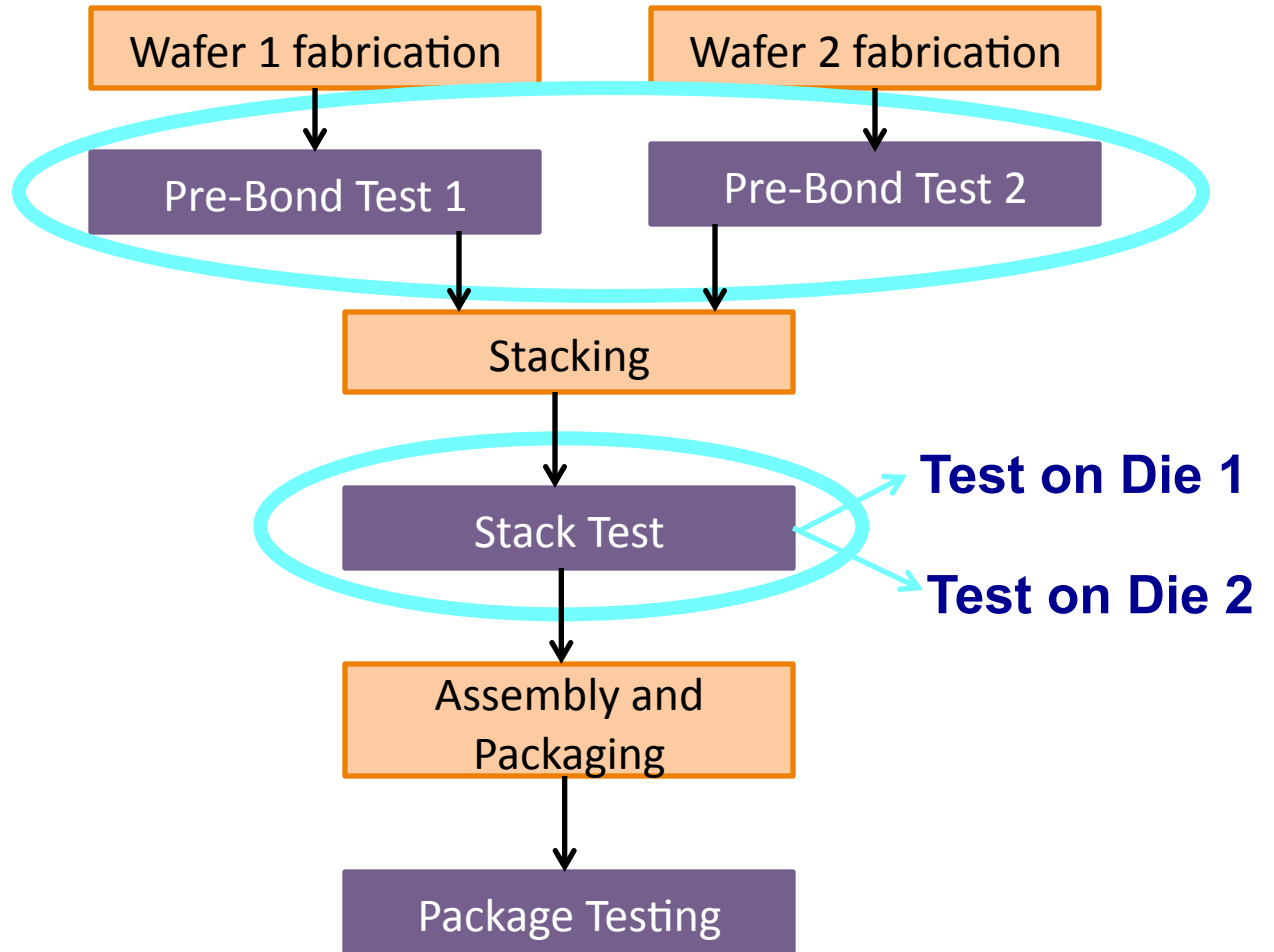 Wafer 1 fabrication
Wafer 2 fabrication
Pre-Bond Test 1
Pre-Bond Test 2
Stacking
Stack Test
Test on Die 1
Test on Die 2
Assembly and
Packaging
Package Testing